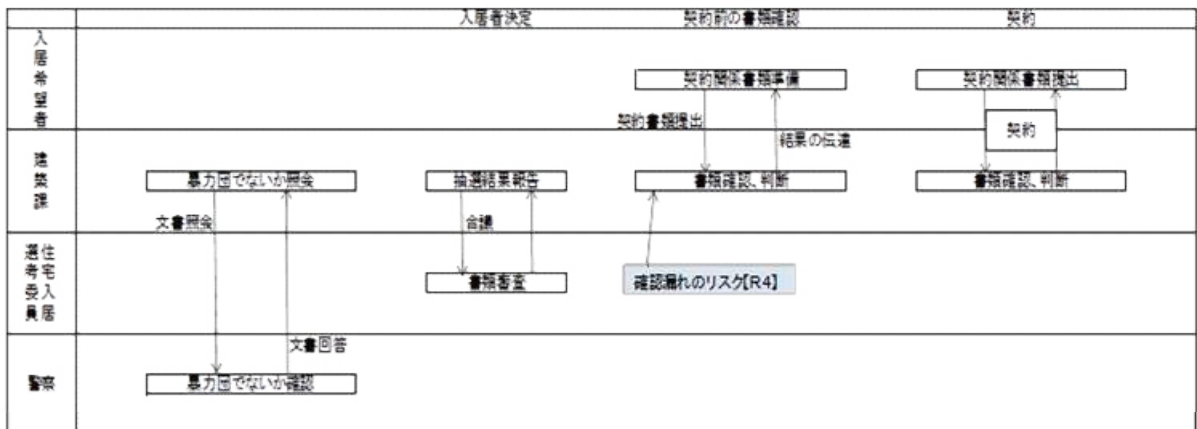 入居者決定
契約前の書類確認
契約
入居希望者
契約関係書類準備
契約関係書類提出
契約書類提出
契約
結果の伝達
建築課
暴力団でないか照会
抽選結果報告
書類確認、判断
書類確認、判断
文書照会
合議
住宅入居
選考委員
書類審査
確認漏れのリスク【R4】
文書回答
警察
暴力団でないか確認